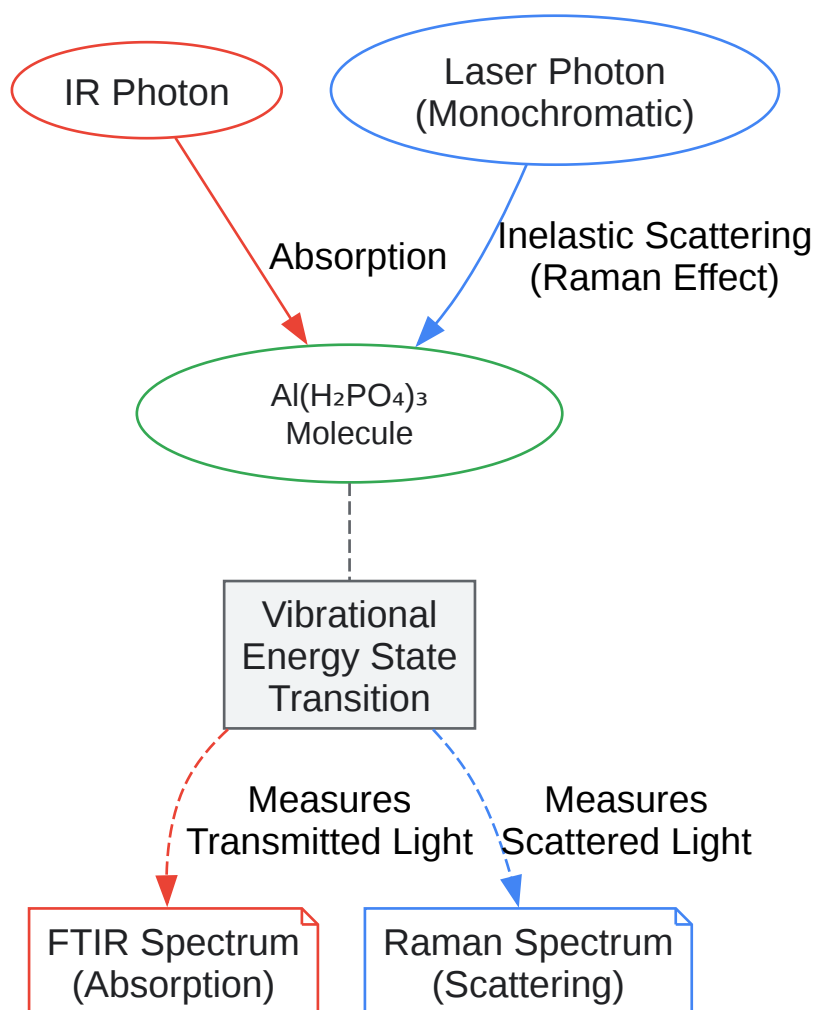 IR Photon
Laser Photon
(Monochromatic)
Absorption
Inelastic Scattering
(Raman Effect)
Al(H₂PO₄)₃
Molecule
Vibrational
Energy State
Transition
Measures
Transmitted Light
Measures
Scattered Light
FTIR Spectrum
(Absorption)
Raman Spectrum
(Scattering)